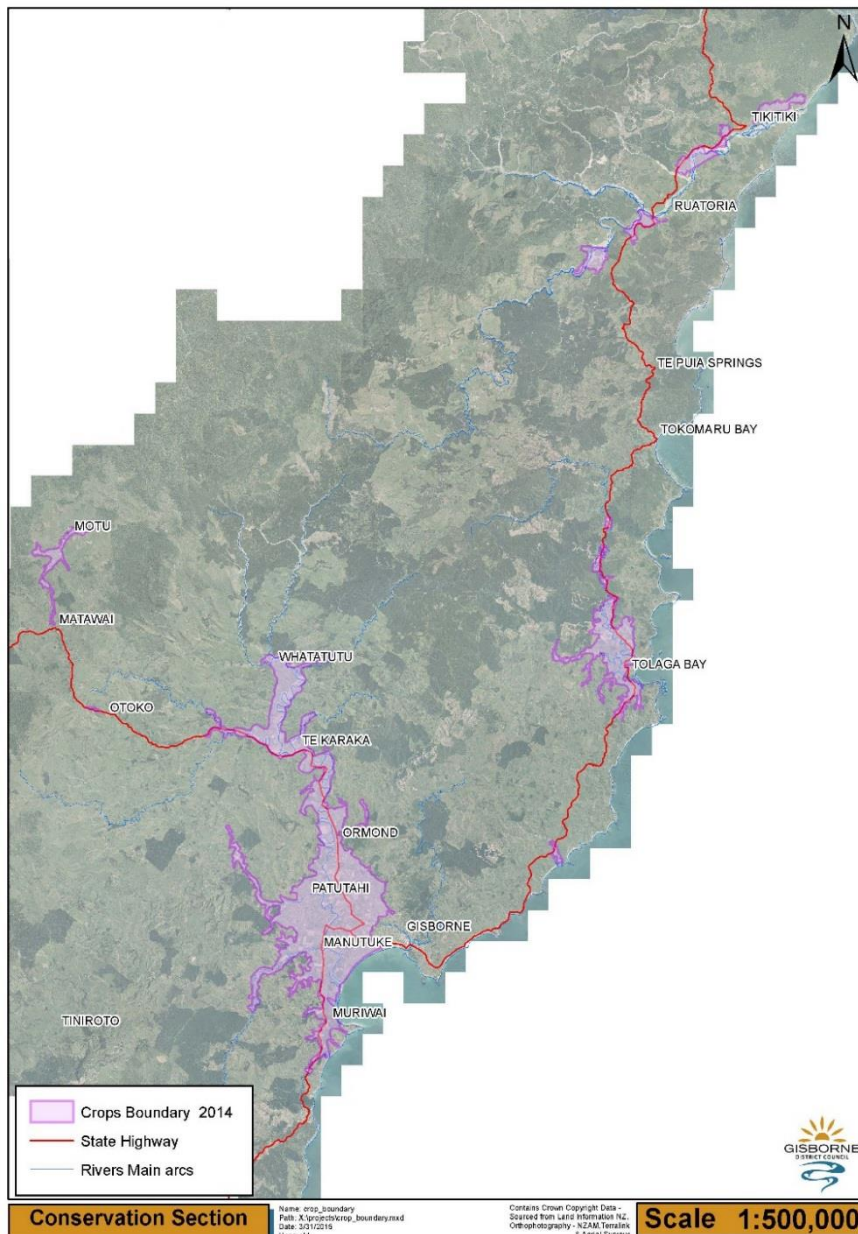 N
TIKITIKI
RUATORIA
TE PUIA SPRINGS
TOKOMARU BAY
MOTU
MATAWAI
WHATATUTU
TOLAGA BAY
OTOKO
TE KARAKA
ORMOND
PATUTAHI
GISBORNE
MANUTUKE
MURIWAI
TINIROTO
Crops Boundary 2014
State Highway
Rivers Main arcs
GISBORNE
DISTRICT COUNCIL
Conservation Section
Name: crop_boundary
Path: X:\projects\crop_boundary.mxd
Date: 3/31/2015
Contains Crown Copyright Data -
Sourced from Land Information NZ.
Orthophotography - NZAM, Terralink
Scale 1:500,000